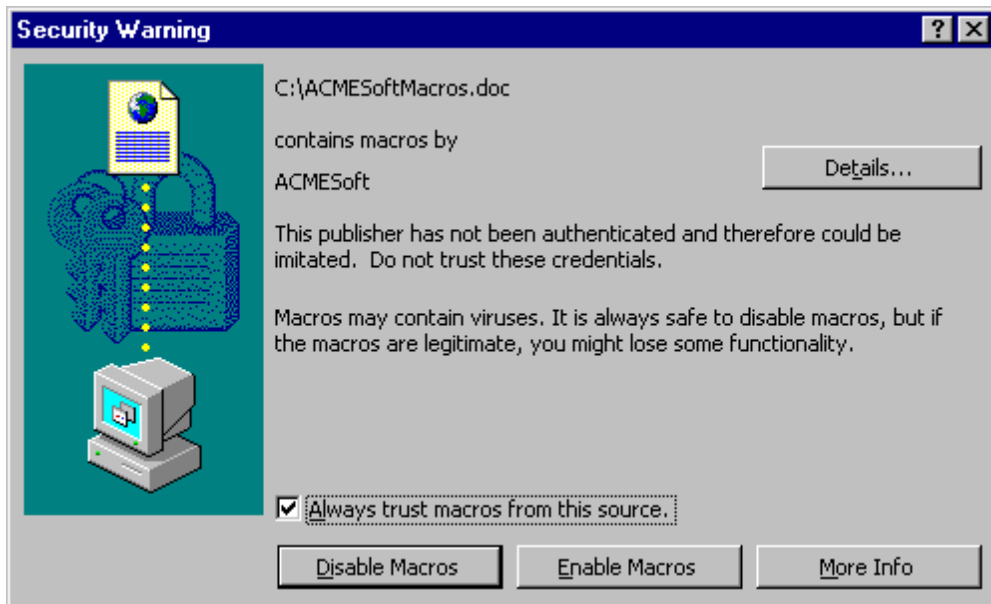 Security Warning
C:\ACMESoftMacros.doc
contains macros by
Details...
ACMESoft
This publisher has not been authenticated and therefore could be
imitated.  Do not trust these credentials.
Macros may contain viruses. It is always safe to disable macros, but if
the macros are legitimate, you might lose some functionality.
Always trust macros from this source.
Disable Macros
Enable Macros
More Info